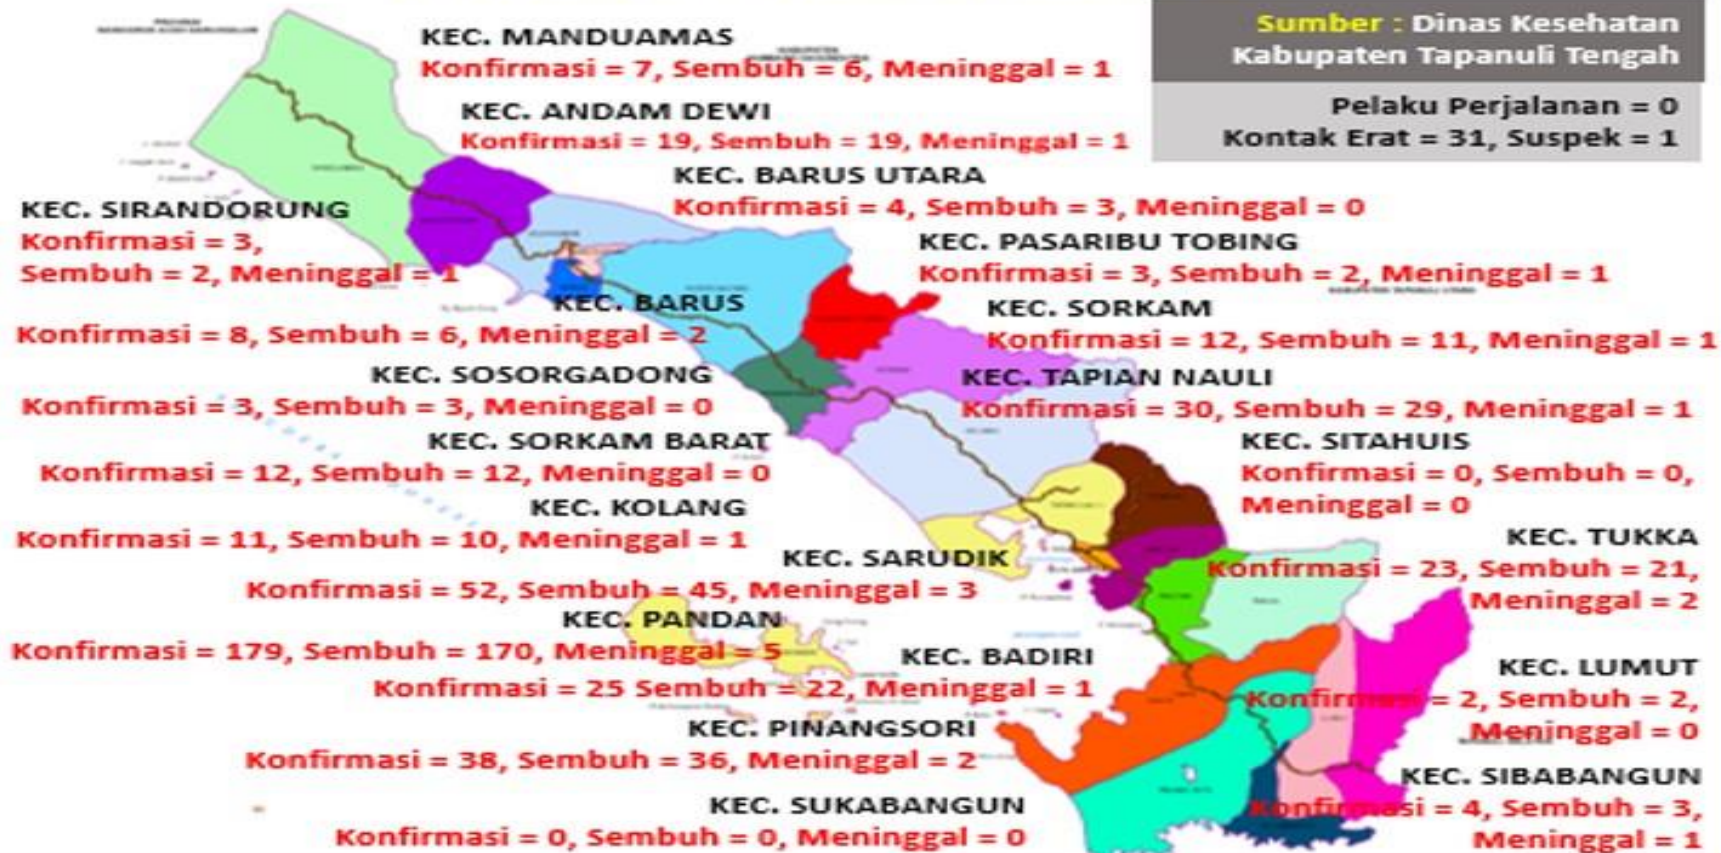 Sumber : Dinas Kesehatan
Kabupaten Tapanuli Tengah
Pelaku Perjalanan = 0
Kontak Erat = 31, Suspek = 1
KEC. MANDUAMAS
Konfirmasi = 7, Sembuh = 6, Meninggal = 1
KEC. ANDAM DEWI
Konfirmasi = 19, Sembuh = 19, Meninggal = 1
KEC. BARUS UTARA
Konfirmasi = 4, Sembuh = 3, Meninggal = 0
KEC. SIRANDORUNG
Konfirmasi = 3,
Sembuh = 2, Meninggal = 1
KEC. PASARIBU TOBING
Konfirmasi = 3, Sembuh = 2, Meninggal = 1
KEC. BARUS
Konfirmasi = 8, Sembuh = 6, Meninggal = 2
KEC. SORKAM
Konfirmasi = 12, Sembuh = 11, Meninggal = 1
KEC. SOSORGADONG
Konfirmasi = 3, Sembuh = 3, Meninggal = 0
KEC. TAPIAN NAULI
Konfirmasi = 30, Sembuh = 29, Meninggal = 1
KEC. SORKAM BARAT
Konfirmasi = 12, Sembuh = 12, Meninggal = 0
KEC. SITAHUIS
Konfirmasi = 0, Sembuh = 0,
Meninggal = 0
KEC. KOLANG
Konfirmasi = 11, Sembuh = 10, Meninggal = 1
KEC. TUKKA
Konfirmasi = 23, Sembuh = 21,
Meninggal = 2
KEC. SARUDIK
Konfirmasi = 52, Sembuh = 45, Meninggal = 3
KEC. PANDAN
Konfirmasi = 179, Sembuh = 170, Meninggal = 5
KEC. BADIRI
Konfirmasi = 25 Sembuh = 22, Meninggal = 1
KEC. LUMUT
Konfirmasi = 2, Sembuh = 2,
Meninggal = 0
KEC. PINANGSORI
Konfirmasi = 38, Sembuh = 36, Meninggal = 2
KEC. SIBABANGUN
Konfirmasi = 4, Sembuh = 3,
Meninggal = 1
KEC. SUKABANGUN
Konfirmasi = 0, Sembuh = 0, Meninggal = 0